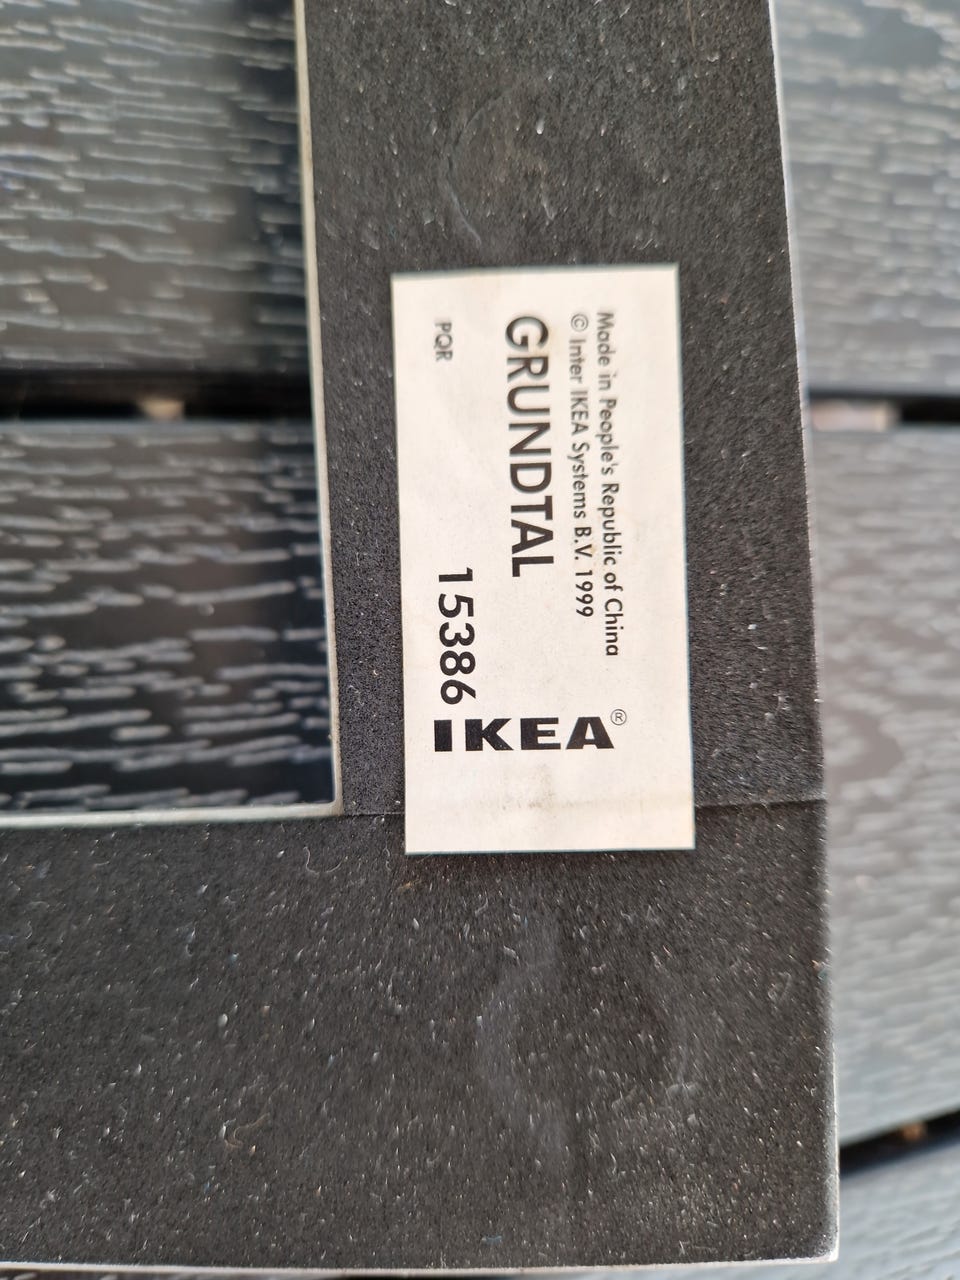 Made in People's Republic of China
© Inter IKEA Systems B.V. 1999
GRUNDTAL
PQR
15386
IKEA®